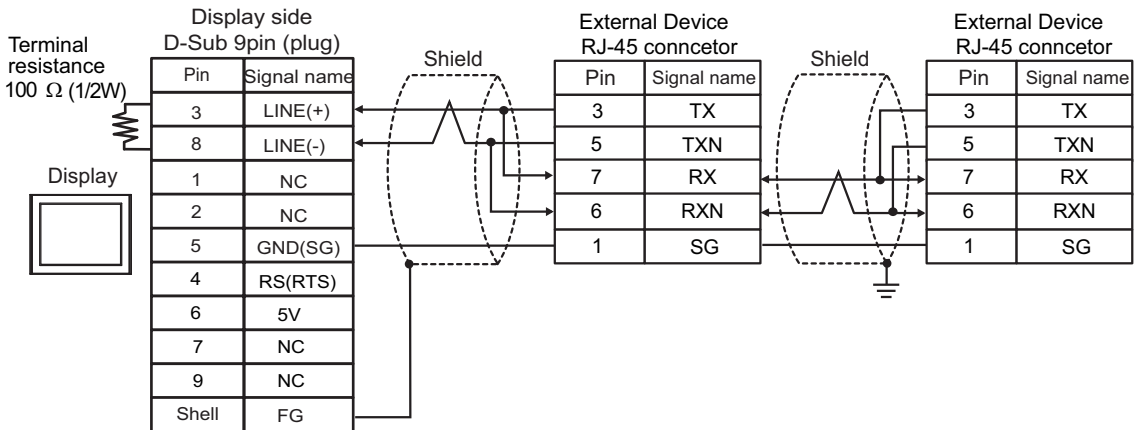 Display side
D-Sub 9pin (plug)
Terminal
resistance
100 Ω (1/2W)
Display
Pin Signal name
3 LINE(+)
8 LINE(-)
1 NC
2 NC
5 GND(SG)
4 RS(RTS)
6 5V
7 NC
9 NC
Shell FG
Shield
External Device
RJ-45 conncetor
Pin Signal name
3 TX
5 TXN
7 RX
6 RXN
1 SG
Shield
External Device
RJ-45 conncetor
Pin Signal name
3 TX
5 TXN
7 RX
6 RXN
1 SG